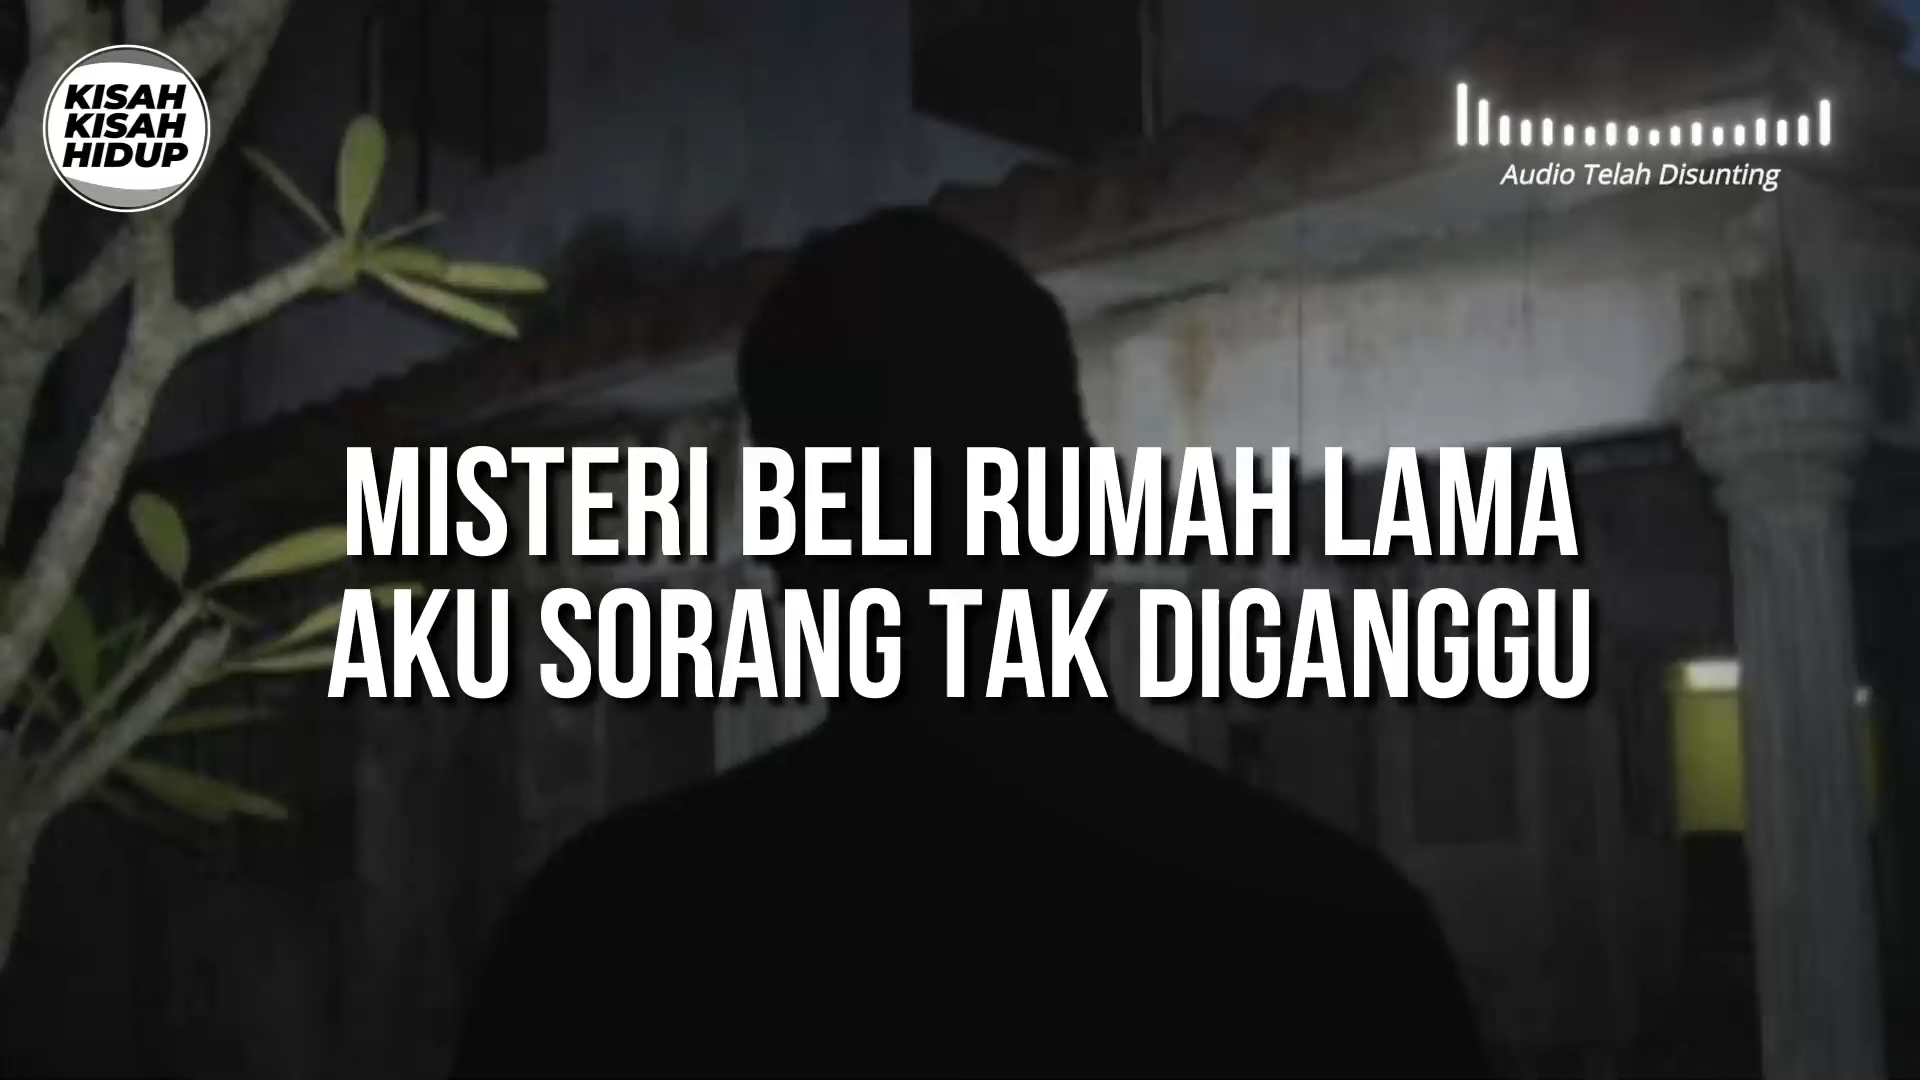 KISAH
KISAH
HIDUP
Audio Telah Disunting
MISTERI BELI RUMAH LAMA
AKU SORANG TAK DIGANGGU